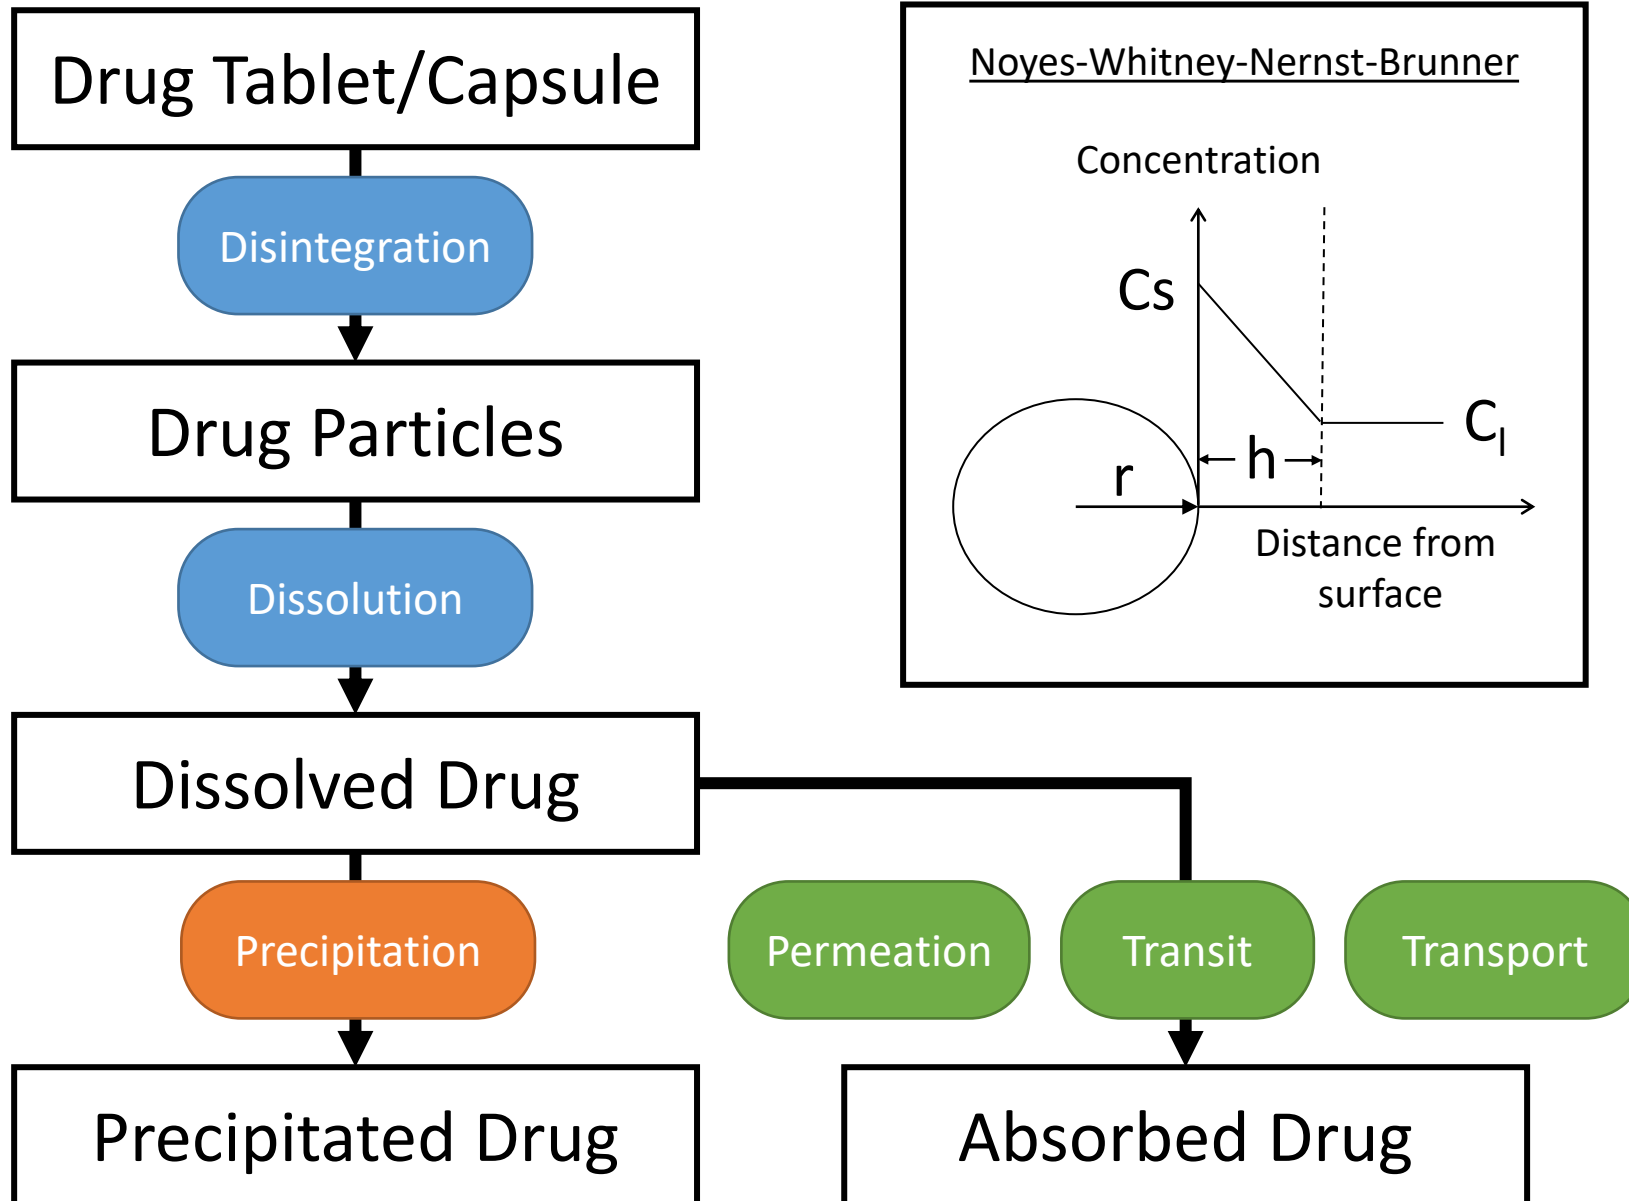 Drug Tablet/Capsule
Disintegration
Drug Particles
Dissolution
Dissolved Drug
Precipitation
Precipitated Drug
Noyes-Whitney-Nernst-Brunner
Concentration
Cs
Cl
h
r
Distance from
surface
Permeation
Transit
Transport
Absorbed Drug